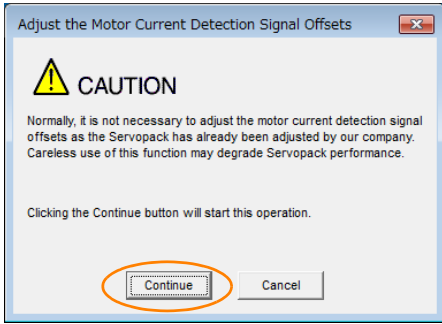 Adjust the Motor Current Detection Signal Offsets
CAUTION
Normally, it is not necessary to adjust the motor current detection signal
offsets as the Servopack has already been adjusted by our company.
Careless use of this function may degrade Servopack performance.
Clicking the Continue button will start this operation.
Continue Cancel